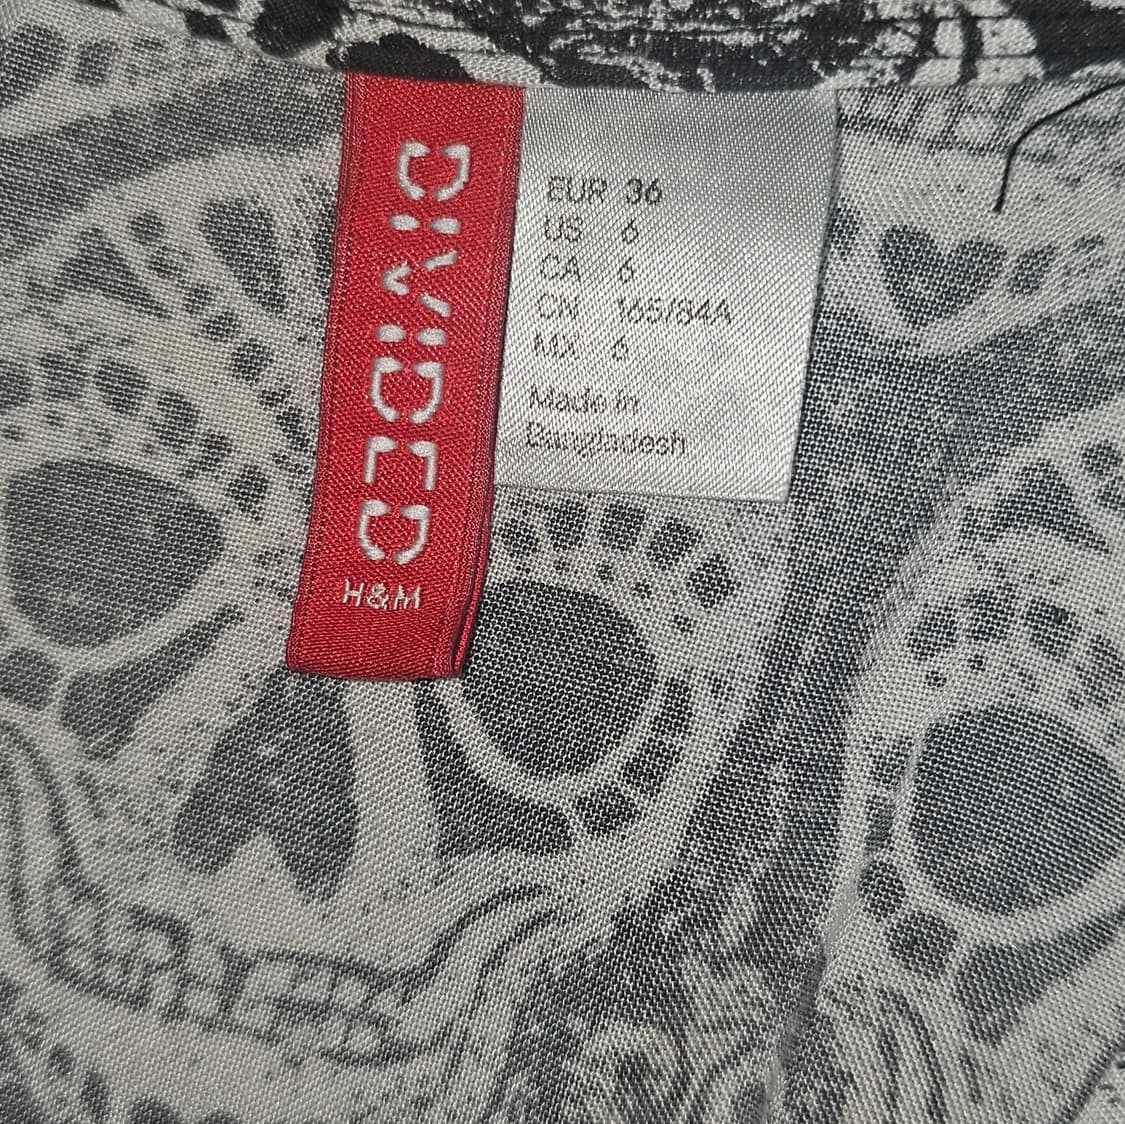 DIVIDED
H&M
EUR 36
US 6
CA 6
CN 165/84A
MX 6
Made in
Bangladesh